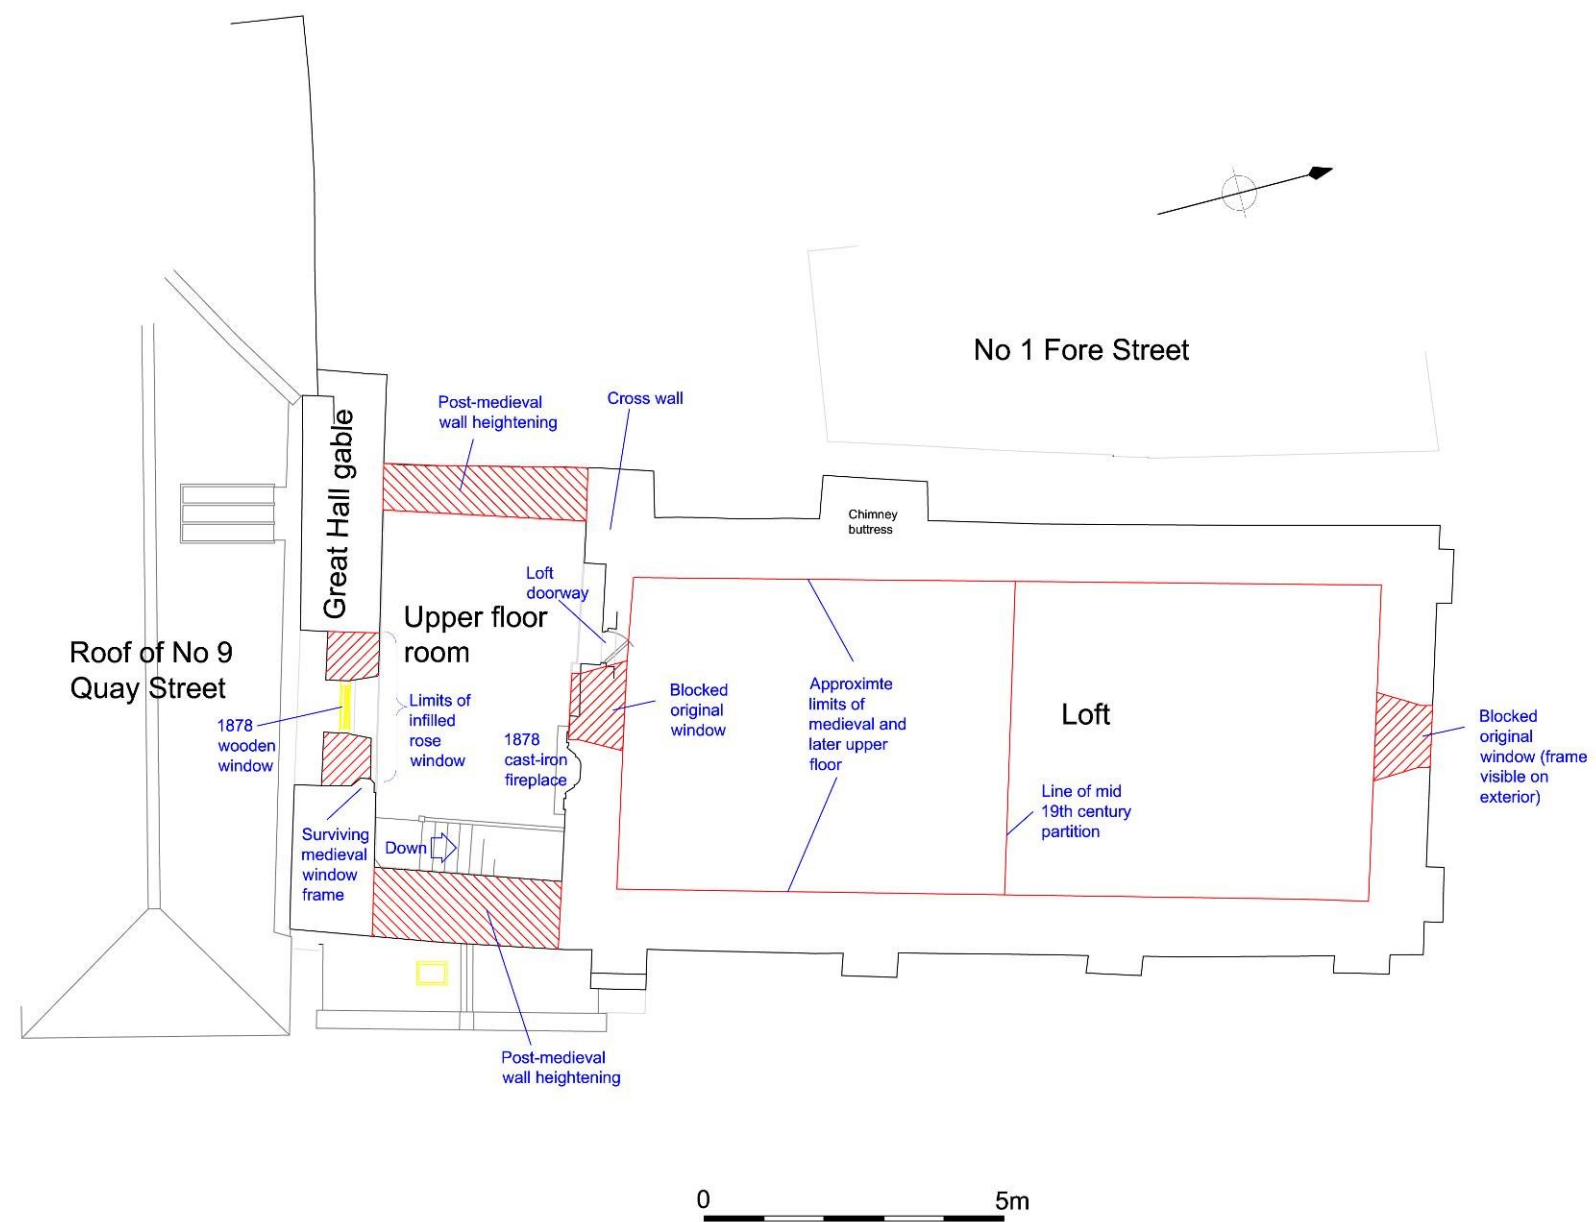 No 1 Fore Street
Post-medieval
wall heightening
Cross wall
Great Hall gable
Chimney
buttress
Loft
doorway
Upper floor
room
Roof of No 9
Quay Street
1878
wooden
window
Limits of
infilled
rose
window
1878
cast-iron
fireplace
Blocked
original
window
Approximte
limits of
medieval and
later upper
floor
Loft
Line of mid
19th century
partition
Blocked
original
window (frame
visible on
exterior)
Surviving
medieval
window
frame
Down
Post-medieval
wall heightening
0
5m